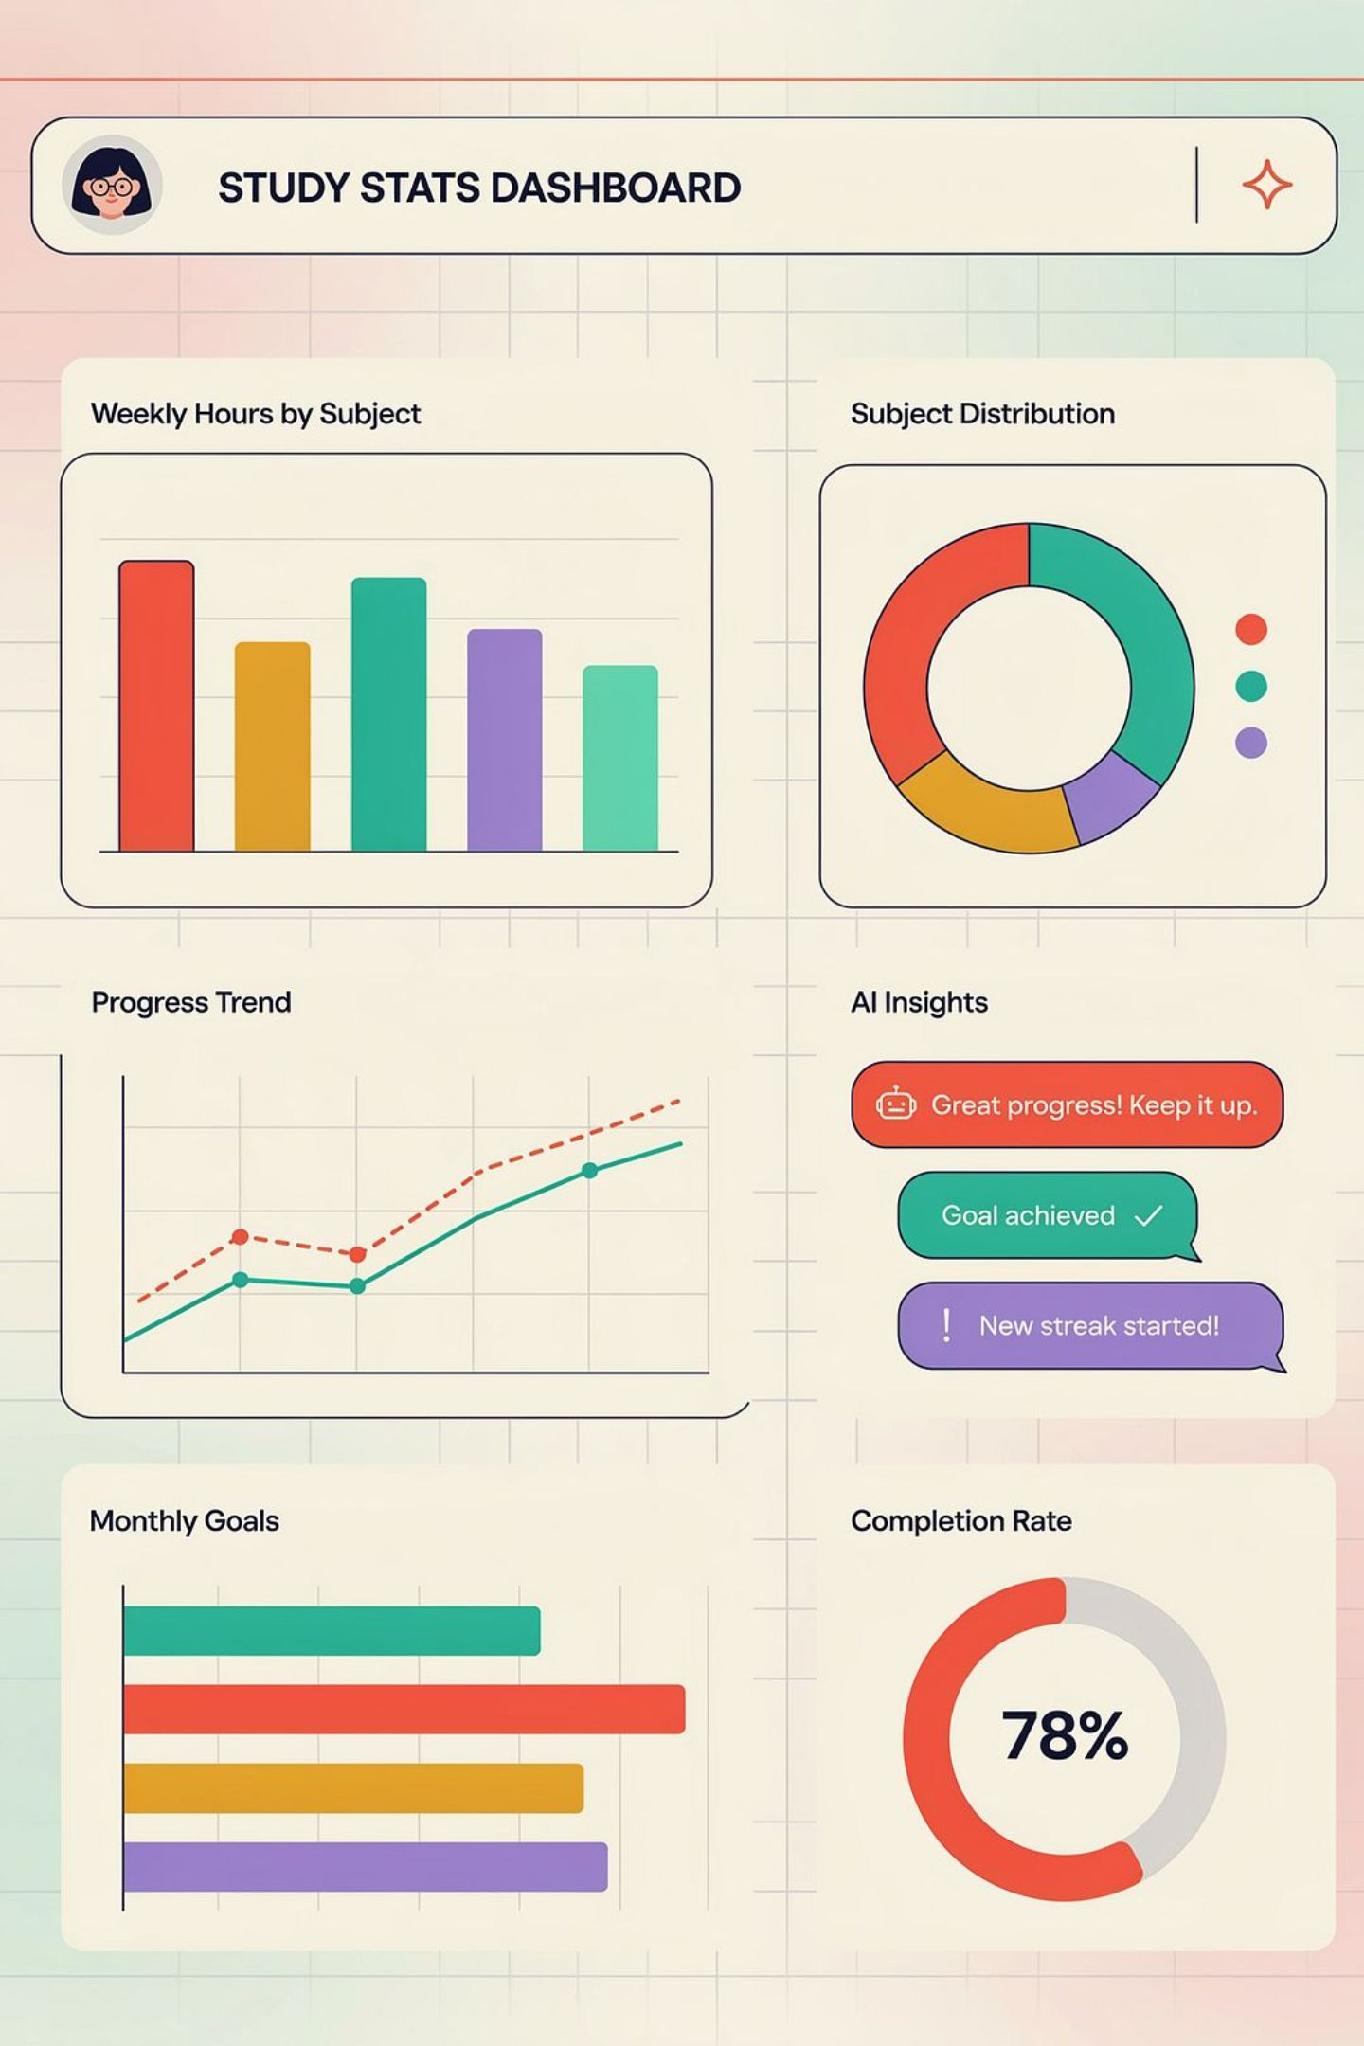 STUDY STATS DASHBOARD
Weekly Hours by Subject
Subject Distribution
Progress Trend
AI Insights
Great progress! Keep it up.
Goal achieved
! New streak started!
Monthly Goals
Completion Rate
78%